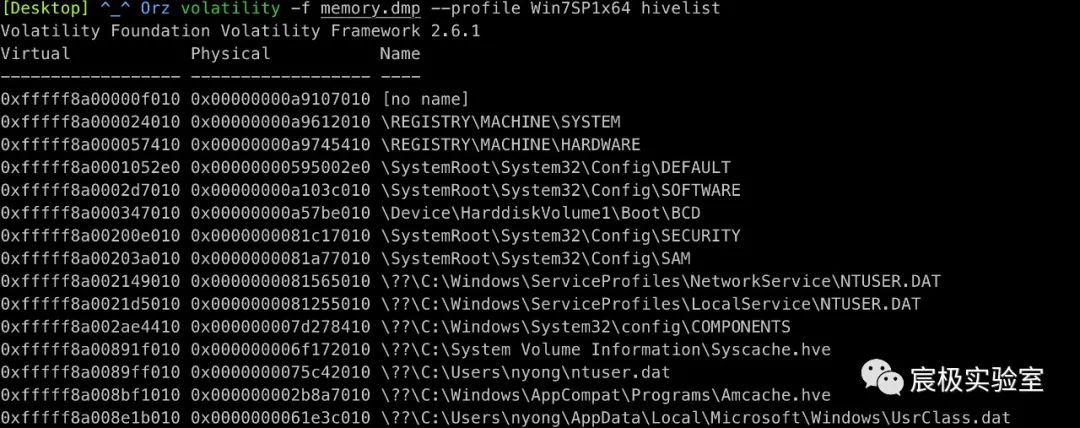 [Desktop] ^_^ Orz volatility -f memory.dmp --profile Win7SP1x64 hivelist
Volatility Foundation Volatility Framework 2.6.1
Virtual            Physical           Name
------------------ ------------------ ----
0xfffff8a00000f010 0x00000000a9107010 [no name]
0xfffff8a000024010 0x00000000a9612010 \REGISTRY\MACHINE\SYSTEM
0xfffff8a000057410 0x00000000a9745410 \REGISTRY\MACHINE\HARDWARE
0xfffff8a0001052e0 0x00000000595002e0 \SystemRoot\System32\Config\DEFAULT
0xfffff8a0002d7010 0x00000000a103c010 \SystemRoot\System32\Config\SOFTWARE
0xfffff8a000347010 0x00000000a57be010 \Device\HarddiskVolume1\Boot\BCD
0xfffff8a00200e010 0x0000000081c17010 \SystemRoot\System32\Config\SECURITY
0xfffff8a00203a010 0x0000000081a77010 \SystemRoot\System32\Config\SAM
0xfffff8a002149010 0x0000000081565010 \??\C:\Windows\ServiceProfiles\NetworkService\NTUSER.DAT
0xfffff8a0021d5010 0x0000000081255010 \??\C:\Windows\ServiceProfiles\LocalService\NTUSER.DAT
0xfffff8a002ae4410 0x000000007d278410 \??\C:\Windows\System32\config\COMPONENTS
0xfffff8a00891f010 0x000000006f172010 \??\C:\System Volume Information\Syscache.hve
0xfffff8a0089ff010 0x0000000075c42010 \??\C:\Users\nyong\ntuser.dat
0xfffff8a008bf1010 0x000000002b8a7010 \??\C:\Windows\AppCompat\Programs\Amcache.hve
0xfffff8a008e1b010 0x0000000061e3c010 \??\C:\Users\nyong\AppData\Local\Microsoft\Windows\UsrClass.dat
宸极实验室